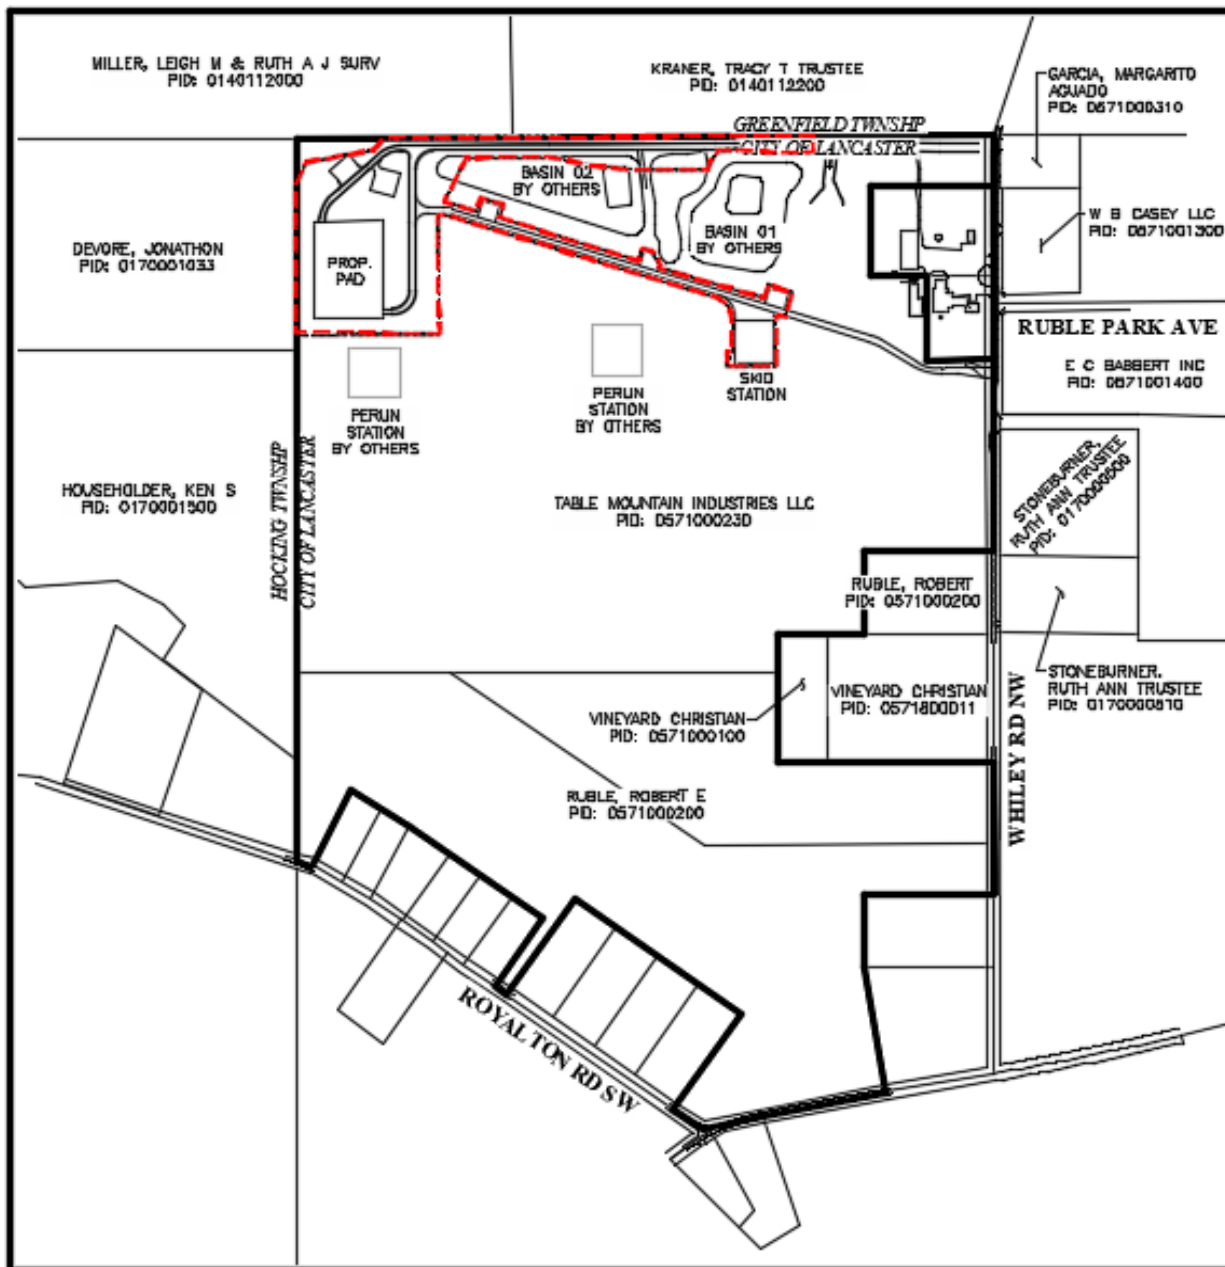 MILLER, LEIGH M & RUTH A J SURV
PID: 0140112000
KRANER, TRACY T TRUSTEE
PID: 0140112200
GARCIA, MARGARITO
AGUADO
PID: 0571000310
GREENFIELD TWNSHP
CITY OF LANCASTER
BASIN 02
BY OTHERS
W B CASEY LLC
PID: 0571001300
BASIN 01
BY OTHERS
DEVORE, JONATHON
PID: 0170001033
PROP.
PAD
RUBLE PARK AVE
E C BABBERT INC
PID: 0571001400
SKID
STATION
PERUN
STATION
BY OTHERS
PERUN
STATION
BY OTHERS
HOCKING TWNSHP
CITY OF LANCASTER
STONEBURNER,
RUTH ANN TRUSTEE
PID: 0170000500
HOUSEHOLDER, KEN S
PID: 0170001500
TABLE MOUNTAIN INDUSTRIES LLC
PID: 0571000230
RUBLE, ROBERT
PID: 0571000200
STONEBURNER,
RUTH ANN TRUSTEE
PID: 0170000810
VINEYARD CHRISTIAN
PID: 0571800011
VINEYARD CHRISTIAN
PID: 0571000100
WHILEY RD NW
RUBLE, ROBERT E
PID: 0571000200
ROYAL TON RD SW